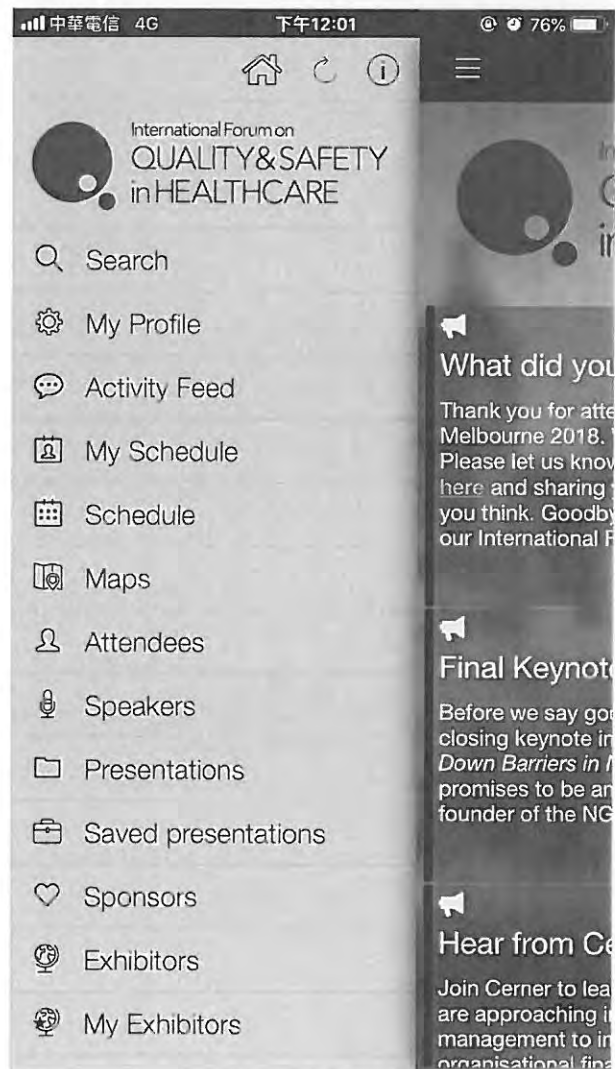 中華電信 4G 下午12:01 76%
International Forum on
QUALITY&SAFETY
in HEALTHCARE
Search
My Profile
Activity Feed
My Schedule
Schedule
Maps
Attendees
Speakers
Presentations
Saved presentations
Sponsors
Exhibitors
My Exhibitors
What did you
Thank you for atte
Melbourne 2018.
Please let us know
here and sharing
you think. Goodby
our International F
Final Keynote
Before we say goo
closing keynote in
Down Barriers in
promises to be an
founder of the NG
Hear from Ce
Join Cerner to lea
are approaching i
management to i
organisational fina